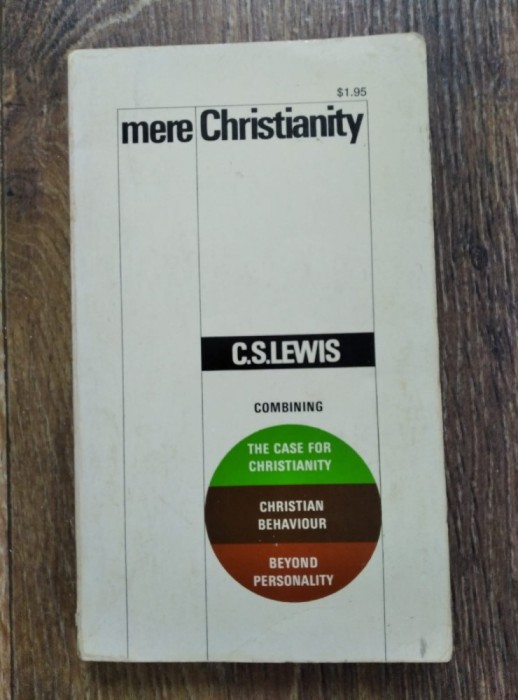 $1.95
mere Christianity
C.S.LEWIS
COMBINING
THE CASE FOR
CHRISTIANITY
CHRISTIAN
BEHAVIOUR
BEYOND
PERSONALITY